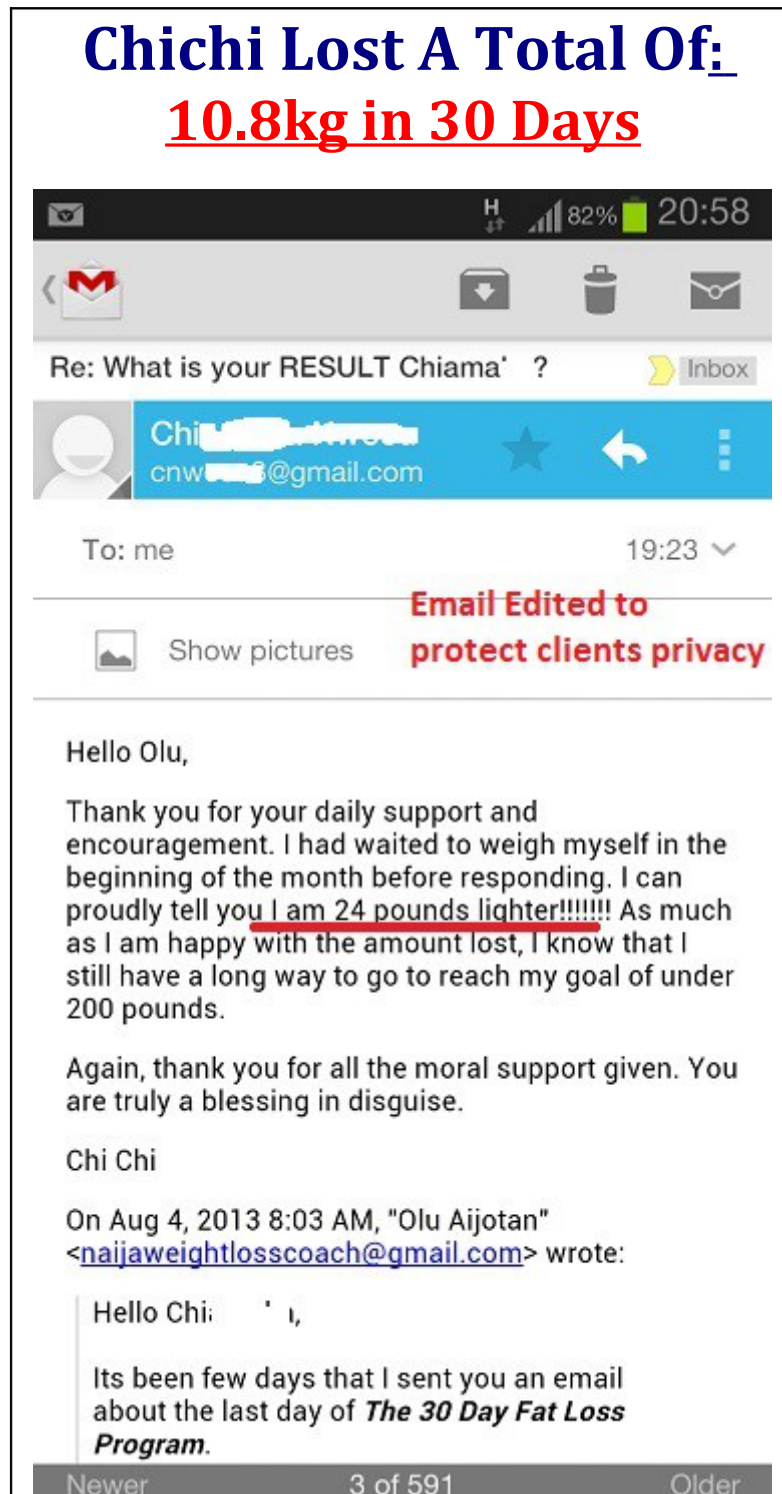 Chichi Lost A Total Of:
10.8kg in 30 Days
H 82% 20:58
Re: What is your RESULT Chiama' ? Inbox
Chi
cnw @gmail.com
To: me 19:23
Email Edited to
Show pictures protect clients privacy
Hello Olu,
Thank you for your daily support and
encouragement. I had waited to weigh myself in the
beginning of the month before responding. I can
proudly tell you I am 24 pounds lighter!!!!!!! As much
as I am happy with the amount lost, I know that I
still have a long way to go to reach my goal of under
200 pounds.
Again, thank you for all the moral support given. You
are truly a blessing in disguise.
Chi Chi
On Aug 4, 2013 8:03 AM, "Olu Aijotan"
<naijaweightlosscoach@gmail.com> wrote:
Hello Chi
Its been few days that I sent you an email
about the last day of The 30 Day Fat Loss
Program.
Newer 3 of 591 Older